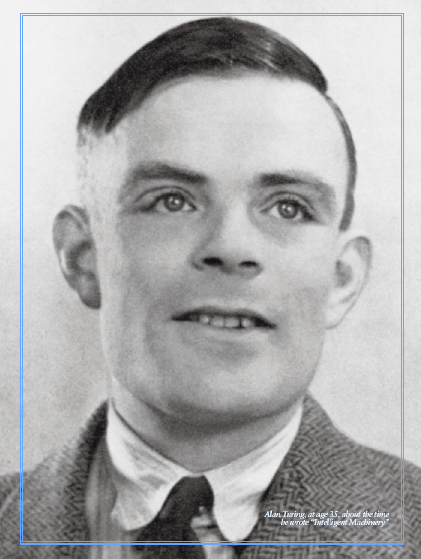 Alan Turing, at age 35, about the time
he wrote "Intelligent Machinery"